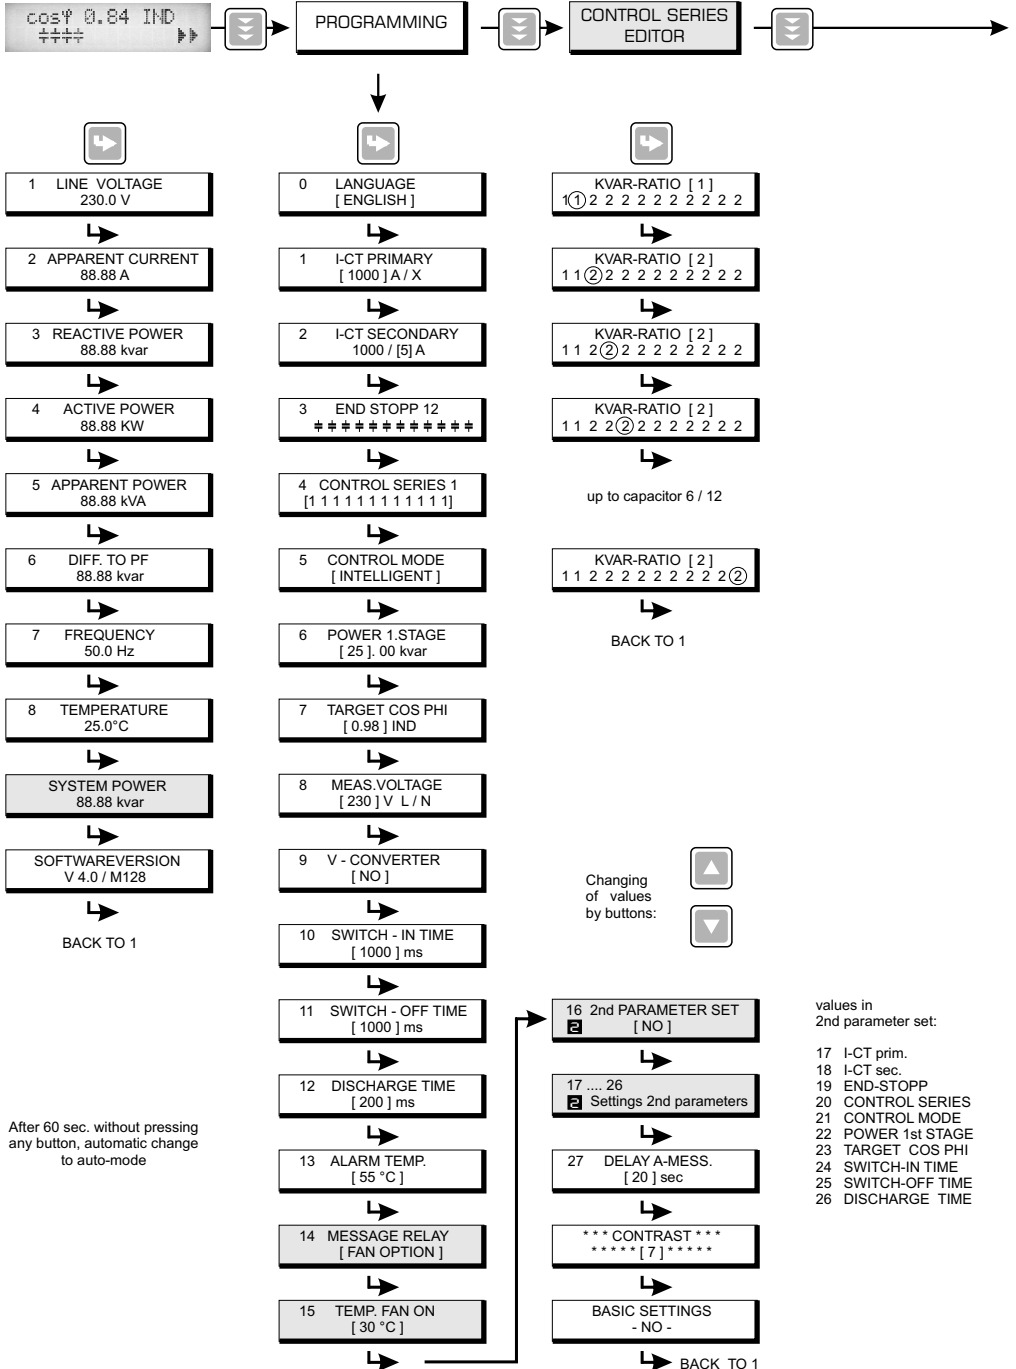 cosφ 0.84 IND
PROGRAMMING
CONTROL SERIES
EDITOR
1 LINE VOLTAGE
230.0 V
2 APPARENT CURRENT
88.88 A
3 REACTIVE POWER
88.88 kvar
4 ACTIVE POWER
88.88 KW
5 APPARENT POWER
88.88 kVA
6 DIFF. TO PF
88.88 kvar
7 FREQUENCY
50.0 Hz
8 TEMPERATURE
25.0°C
SYSTEM POWER
88.88 kvar
SOFTWAREVERSION
V 4.0 / M128
BACK TO 1
After 60 sec. without pressing
any button, automatic change
to auto-mode
0 LANGUAGE
[ ENGLISH ]
1 I-CT PRIMARY
[ 1000 ] A / X
2 I-CT SECONDARY
1000 / [5] A
3 END STOPP 12
4 CONTROL SERIES 1
[1 1 1 1 1 1 1 1 1 1 1 1]
5 CONTROL MODE
[ INTELLIGENT ]
6 POWER 1.STAGE
[ 25 ]. 00 kvar
7 TARGET COS PHI
[ 0.98 ] IND
8 MEAS.VOLTAGE
[ 230 ] V L / N
9 V - CONVERTER
[ NO ]
10 SWITCH - IN TIME
[ 1000 ] ms
11 SWITCH - OFF TIME
[ 1000 ] ms
12 DISCHARGE TIME
[ 200 ] ms
13 ALARM TEMP.
[ 55 °C ]
14 MESSAGE RELAY
[ FAN OPTION ]
15 TEMP. FAN ON
[ 30 °C ]
KVAR-RATIO [ 1 ]
1 1 2 2 2 2 2 2 2 2 2 2
KVAR-RATIO [ 2 ]
1 1 2 2 2 2 2 2 2 2 2 2
KVAR-RATIO [ 2 ]
1 1 2 2 2 2 2 2 2 2 2 2
KVAR-RATIO [ 2 ]
1 1 2 2 2 2 2 2 2 2 2 2
up to capacitor 6 / 12
KVAR-RATIO [ 2 ]
1 1 2 2 2 2 2 2 2 2 2 2
BACK TO 1
Changing
of values
by buttons:
16 2nd PARAMETER SET
2 [ NO ]
17 .... 26
2 Settings 2nd parameters
27 DELAY A-MESS.
[ 20 ] sec
* * * CONTRAST * * *
* * * * * [ 7 ] * * * * *
BASIC SETTINGS
- NO -
BACK TO 1
values in
2nd parameter set:
17 I-CT prim.
18 I-CT sec.
19 END-STOPP
20 CONTROL SERIES
21 CONTROL MODE
22 POWER 1st STAGE
23 TARGET COS PHI
24 SWITCH-IN TIME
25 SWITCH-OFF TIME
26 DISCHARGE TIME